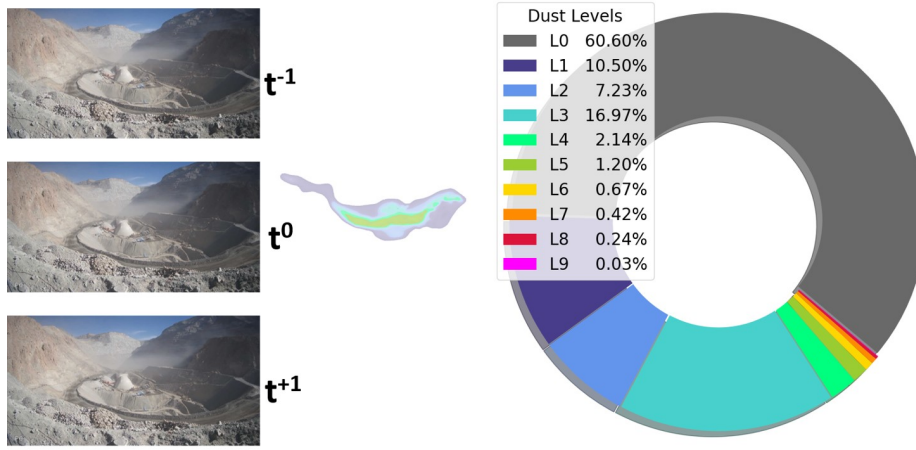 t-1
t0
t+1
Dust Levels
L0 60.60%
L1 10.50%
L2 7.23%
L3 16.97%
L4 2.14%
L5 1.20%
L6 0.67%
L7 0.42%
L8 0.24%
L9 0.03%